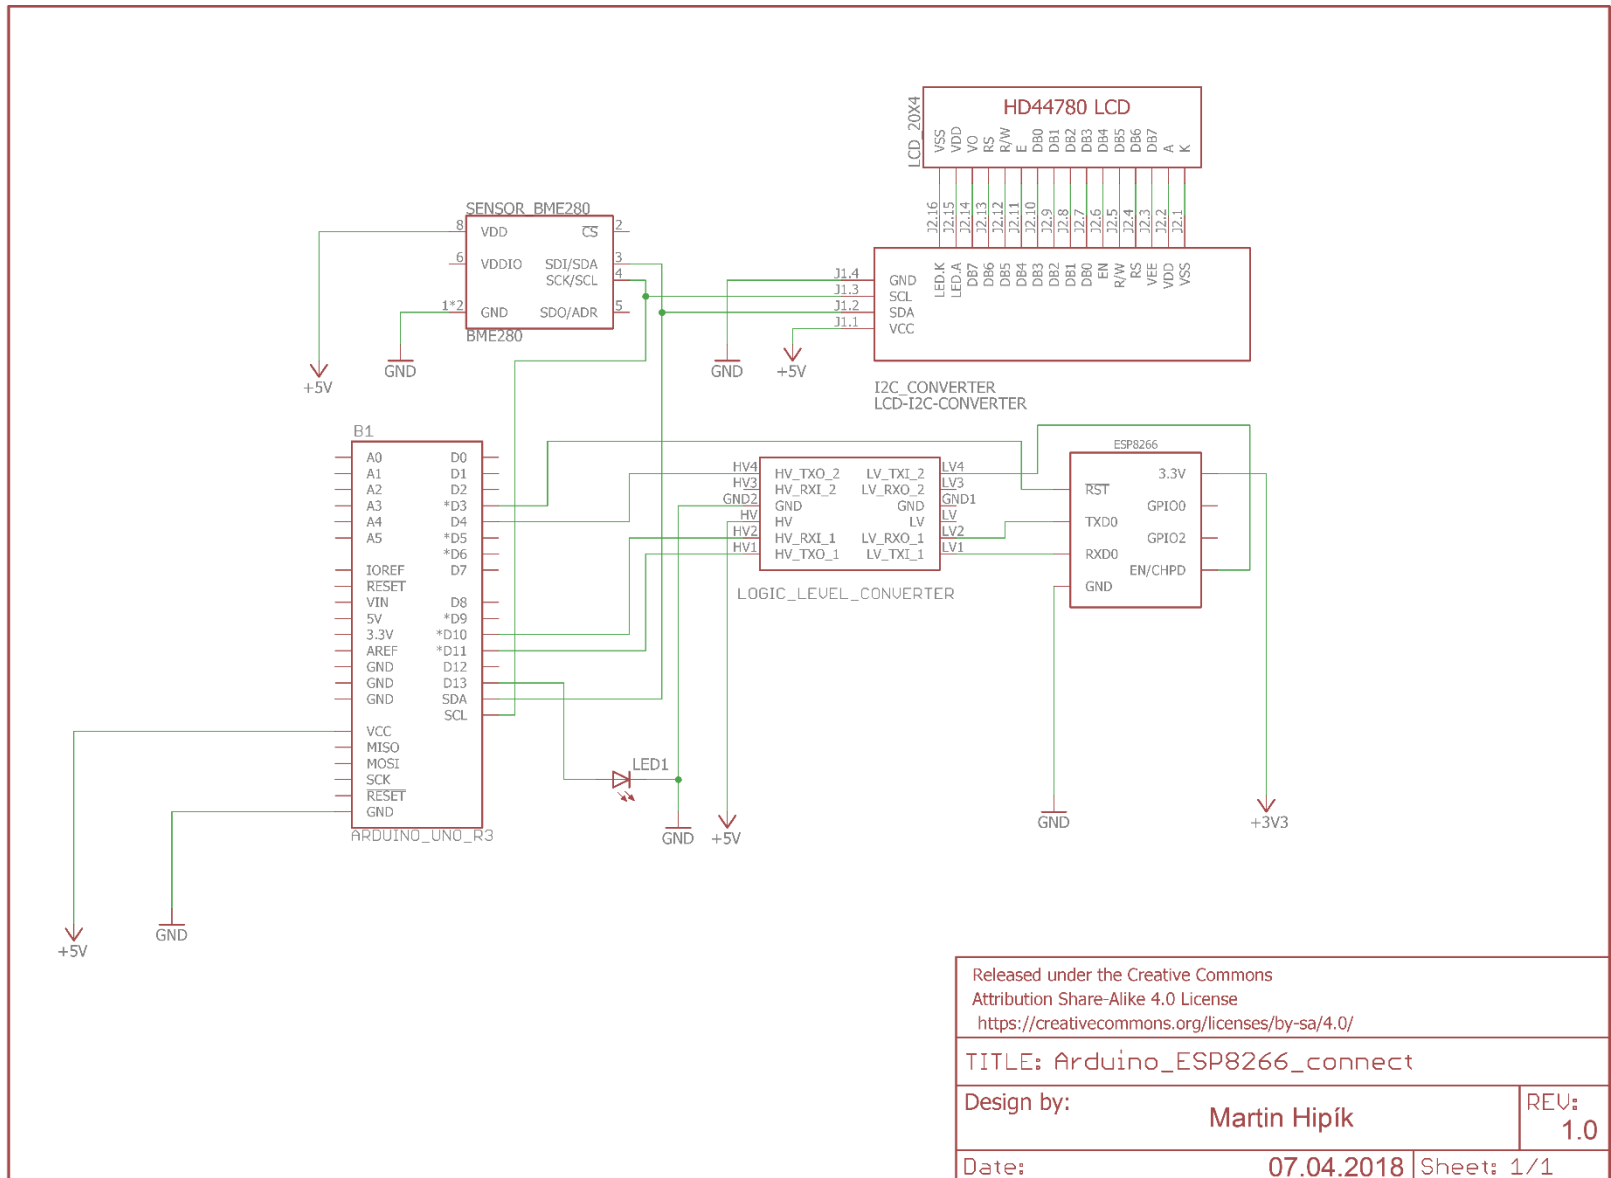 HD44780 LCD
LCD_20X4
VSS VDD VO RS R/W E DB0 DB1 DB2 DB3 DB4 DB5 DB6 DB7 A K
J2.16 J2.15 J2.14 J2.13 J2.12 J2.11 J2.10 J2.9 J2.8 J2.7 J2.6 J2.5 J2.4 J2.3 J2.2 J2.1
LED.K LED.A DB7 DB6 DB5 DB4 DB3 DB2 DB1 DB0 EN R/W RS VEE VDD VSS
J1.4 GND
J1.3 SCL
J1.2 SDA
J1.1 VCC
GND
+5V
I2C_CONVERTER
LCD-I2C-CONVERTER
SENSOR_BME280
8 VDD CS 2
6 VDDIO SDI/SDA 3
SCK/SCL 4
1*2 GND SDO/ADR 5
BME280
+5V
GND
B1
A0 D0
A1 D1
A2 D2
A3 *D3
A4 D4
A5 *D5
*D6
IOREF D7
RESET
VIN D8
5V *D9
3.3V *D10
AREF *D11
GND D12
GND D13
GND SDA
SCL
VCC
MISO
MOSI
SCK
RESET
GND
ARDUINO_UNO_R3
+5V
GND
LED1
GND
+5V
HV4 HV_TXO_2 LV_TXI_2 LV4
HV3 HV_RXI_2 LV_RXO_2 LV3
GND2 GND GND GND1
HV HV LV LV
HV2 HV_RXI_1 LV_RXO_1 LV2
HV1 HV_TXO_1 LV_TXI_1 LV1
LOGIC_LEVEL_CONVERTER
ESP8266
3.3V
RST
GPIO0
TXD0
GPIO2
RXD0
EN/CHPD
GND
GND
+3V3
Released under the Creative Commons
Attribution Share-Alike 4.0 License
https://creativecommons.org/licenses/by-sa/4.0/
TITLE: Arduino_ESP8266_connect
Design by: Martin Hipík
REV: 1.0
Date: 07.04.2018 Sheet: 1/1